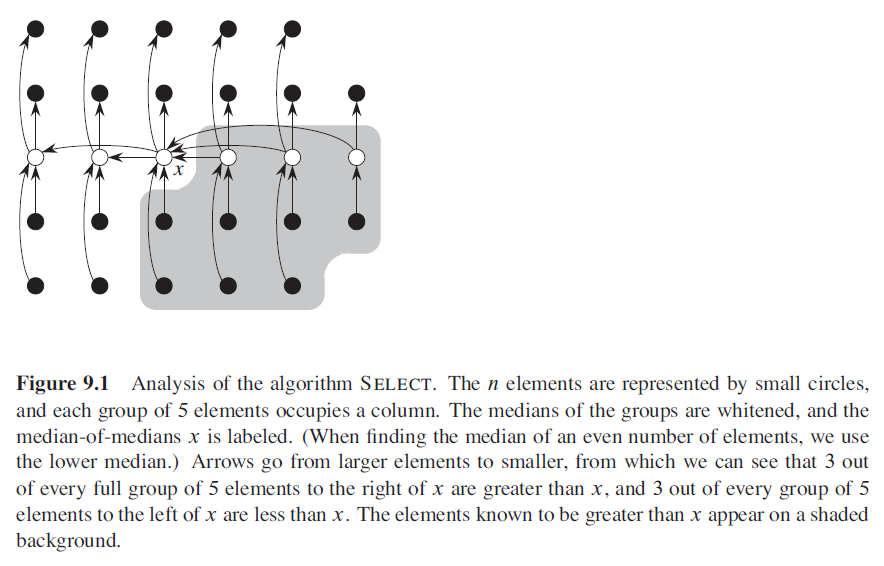 x
Figure 9.1 Analysis of the algorithm SELECT. The n elements are represented by small circles,
and each group of 5 elements occupies a column. The medians of the groups are whitened, and the
median-of-medians x is labeled. (When finding the median of an even number of elements, we use
the lower median.) Arrows go from larger elements to smaller, from which we can see that 3 out
of every full group of 5 elements to the right of x are greater than x, and 3 out of every group of 5
elements to the left of x are less than x. The elements known to be greater than x appear on a shaded
background.